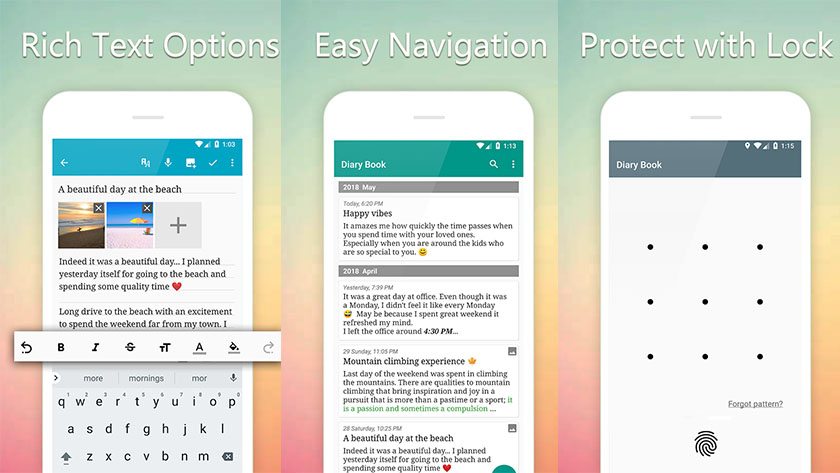 Rich Text Options
1:03
A beautiful day at the beach
Indeed it was a beautiful day... I planned
yesterday itself for going to the beach and
spending some quality time ❤️
Long drive to the beach with an excitement
to spend the weekend far from my town. I
B I S TT A
more mornings mor
q w e r t y u i o p
a s d f g h j k l
z x c v b n m
Easy Navigation
1:13
Diary Book
2018 May
Today, 6:20 PM
Happy vibes
It amazes me how quickly the time passes when
you spend time with your loved ones.
Especially when you are around the kids who
are so special to you. 😊
2018 April
Yesterday, 7:39 PM
It was a great day at office. Even though it was
a Monday, I didn't feel it like every Monday
😅 May be because I spent great weekend it
refreshed my mind.
I left the office around 4:30 PM...
29 Sunday, 11:05 PM
Mountain climbing experience 🍁
Last day of the weekend was spent in climbing
the mountains. There are qualities to mountain
climbing that bring inspiration and joy in a
pursuit that is more than a pastime or a sport; it
is a passion and sometimes a compulsion ...
28 Saturday, 10:25 PM
A beautiful day at the beach
Indeed it was a beautiful day... I planned
yesterday itself for going to the beach and
spending some quality time ❤️
Protect with Lock
1:15
Diary Book
Forgot pattern?